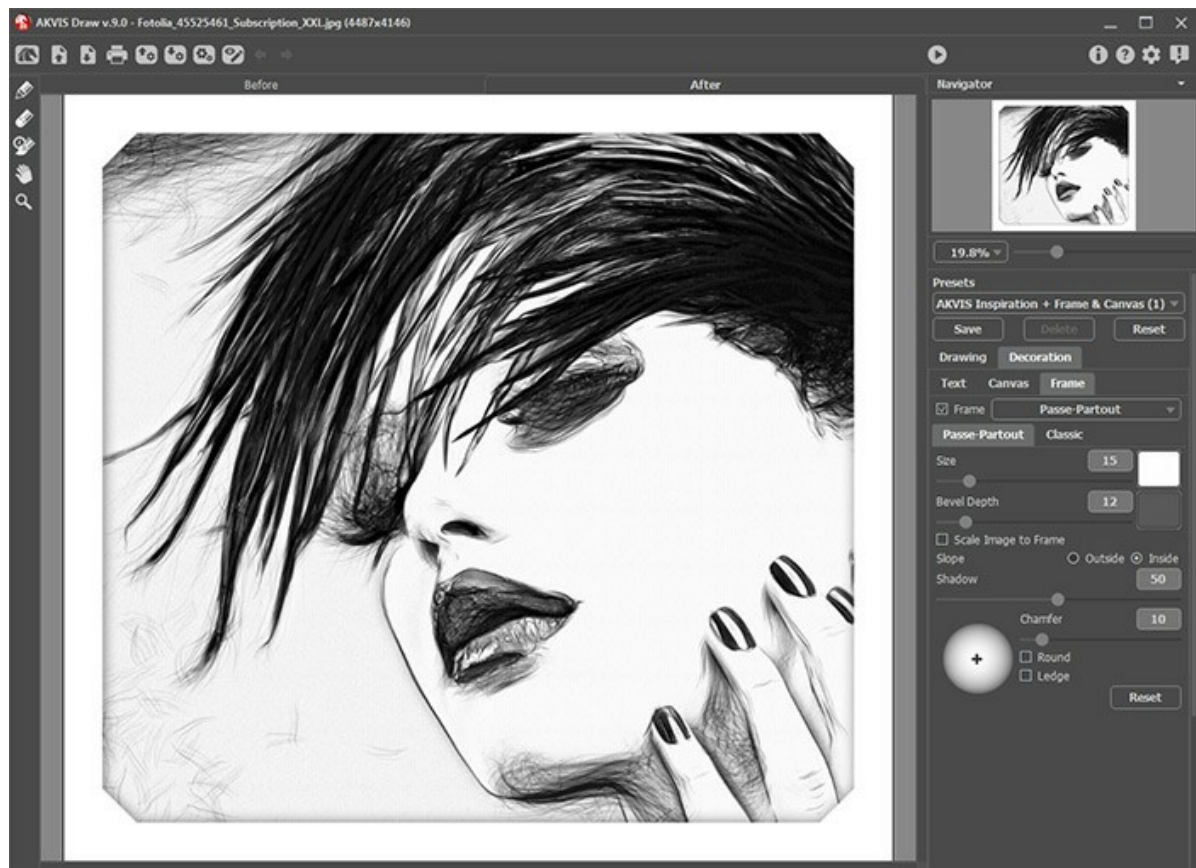 AKVIS Draw v.9.0 - Fotolia_45525461_Subscription_XXL.jpg (4487x4146)
Before
After
Navigator
19.8%
Presets
AKVIS Inspiration + Frame & Canvas (1)
Save Delete Reset
Drawing Decoration
Text Canvas Frame
Frame Passe-Partout
Passe-Partout Classic
Size 15
Bevel Depth 12
Scale Image to Frame
Slope Outside Inside
Shadow 50
Chamfer 10
Round
Ledge
Reset